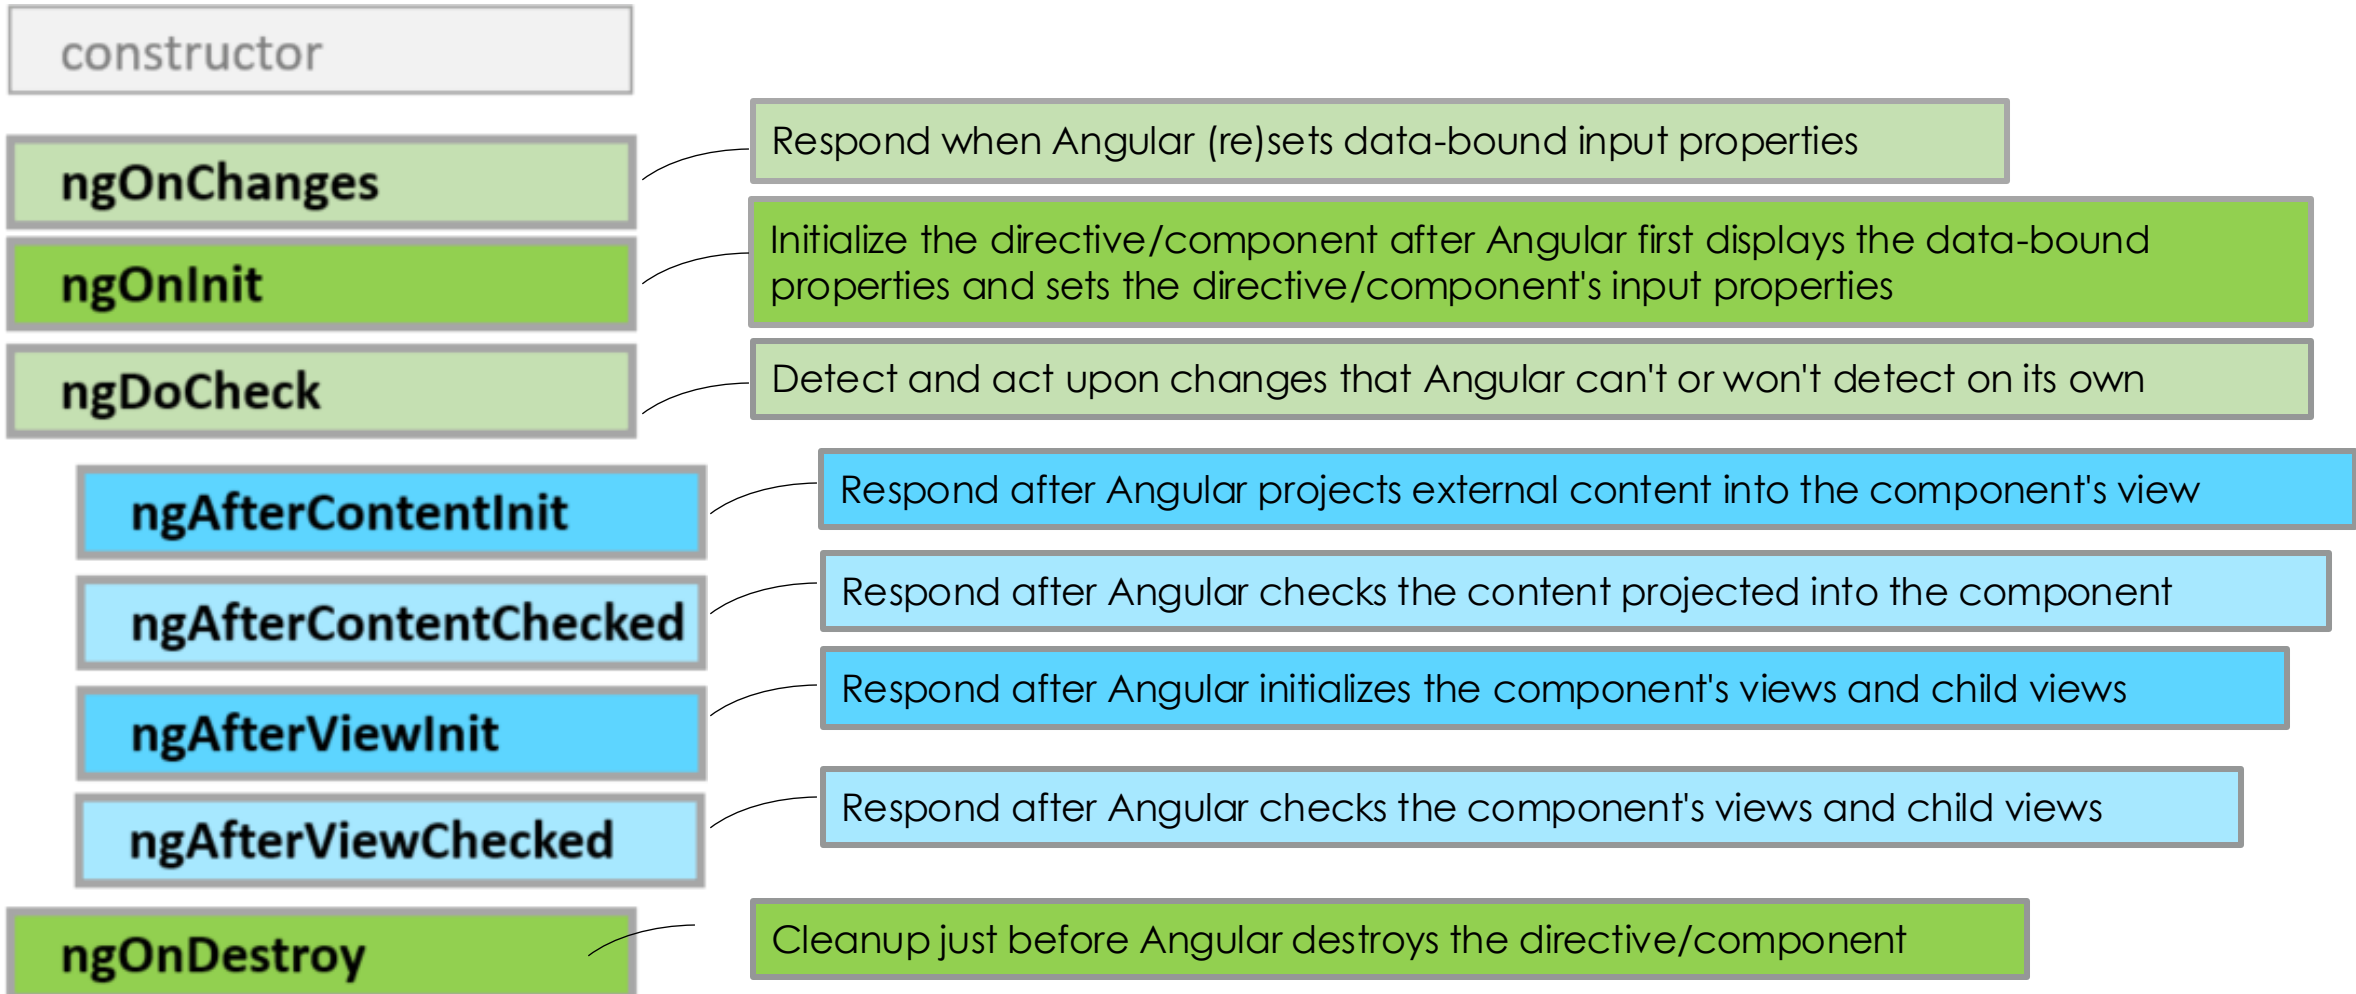 constructor
ngOnChanges
Respond when Angular (re)sets data-bound input properties
ngOnInit
Initialize the directive/component after Angular first displays the data-bound
properties and sets the directive/component's input properties
ngDoCheck
Detect and act upon changes that Angular can't or won't detect on its own
ngAfterContentInit
Respond after Angular projects external content into the component's view
ngAfterContentChecked
Respond after Angular checks the content projected into the component
ngAfterViewInit
Respond after Angular initializes the component's views and child views
ngAfterViewChecked
Respond after Angular checks the component's views and child views
ngOnDestroy
Cleanup just before Angular destroys the directive/component